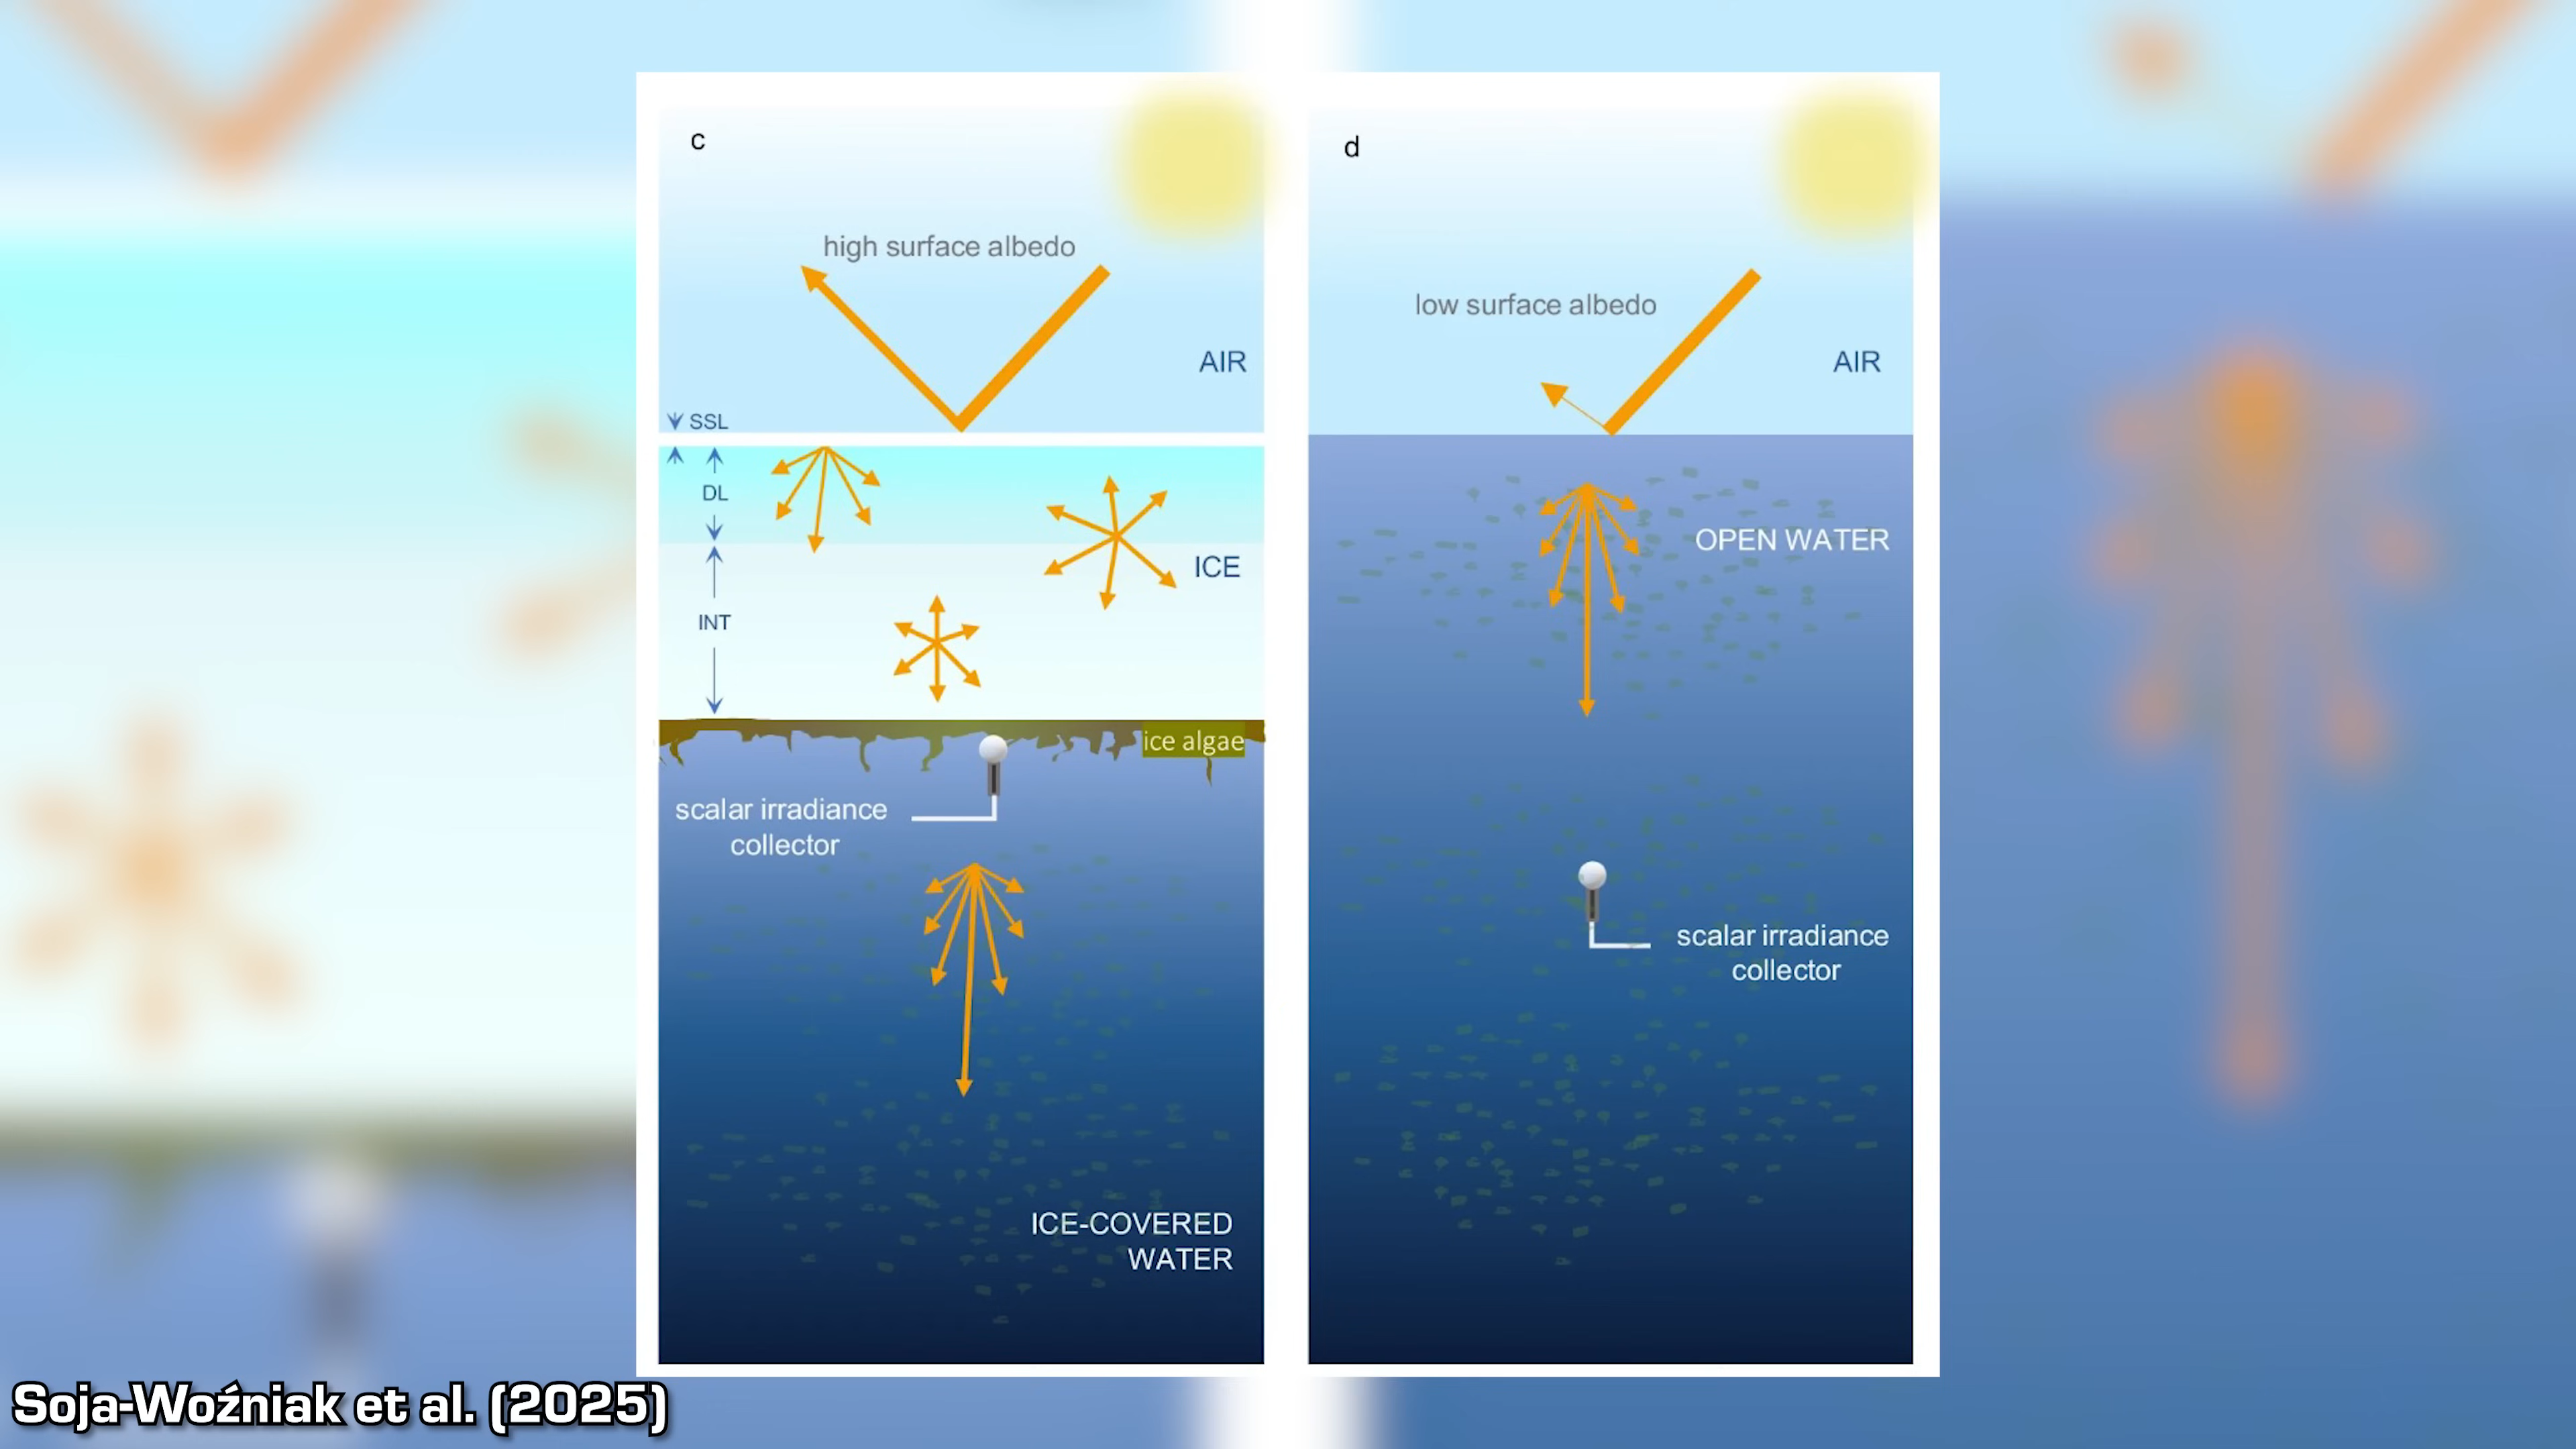 c
high surface albedo
AIR
SSL
DL
ICE
INT
ice algae
scalar irradiance
collector
ICE-COVERED
WATER
d
low surface albedo
AIR
OPEN WATER
scalar irradiance
collector
Soja-Woźniak et al. (2025)